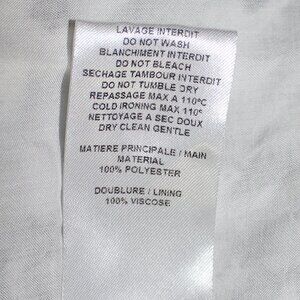 LAVAGE INTERDIT
DO NOT WASH
BLANCHIMENT INTERDIT
DO NOT BLEACH
SECHAGE TAMBOUR INTERDIT
DO NOT TUMBLE DRY
REPASSAGE MAX A 110°C
COLD IRONING MAX 110°
NETTOYAGE A SEC DOUX
DRY CLEAN GENTLE
MATIERE PRINCIPALE / MAIN
MATERIAL
100% POLYESTER
DOUBLURE / LINING
100% VISCOSE